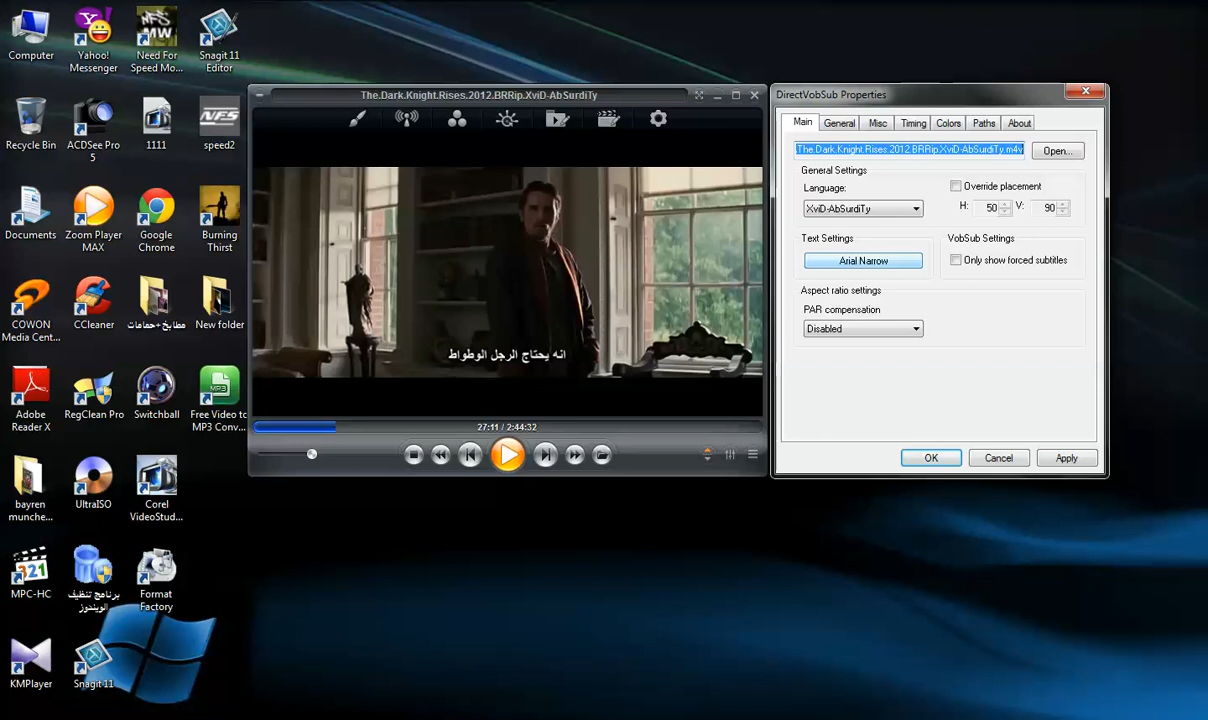 Computer
Yahoo!
Messenger
Need For
Speed Mo...
Snagit 11
Editor
Recycle Bin
ACDSee Pro
5
1111
NFS
speed2
Documents
Zoom Player
MAX
Google
Chrome
Burning
Thirst
COWON
Media Cent...
CCleaner
مطابخ+حمامات
New folder
Adobe
Reader X
RegClean Pro
Switchball
MP3
Free Video to
MP3 Conv...
bayren
munche...
UltraISO
Corel
VideoStud...
321
MPC-HC
برنامج تنظيف
الويندوز
Format
Factory
KMPlayer
Snagit 11
The.Dark.Knight.Rises.2012.BRRip.XviD-AbSurdiTy
انه يحتاج الرجل الوطواط
27:11 / 2:44:32
DirectVobSub Properties
Main General Misc Timing Colors Paths About
The.Dark.Knight.Rises.2012.BRRip.XviD-AbSurdiTy.m4v Open...
General Settings
Language:
Override placement
XviD-AbSurdiTy
H: 50 V: 90
Text Settings
VobSub Settings
Arial Narrow
Only show forced subtitles
Aspect ratio settings
PAR compensation
Disabled
OK Cancel Apply